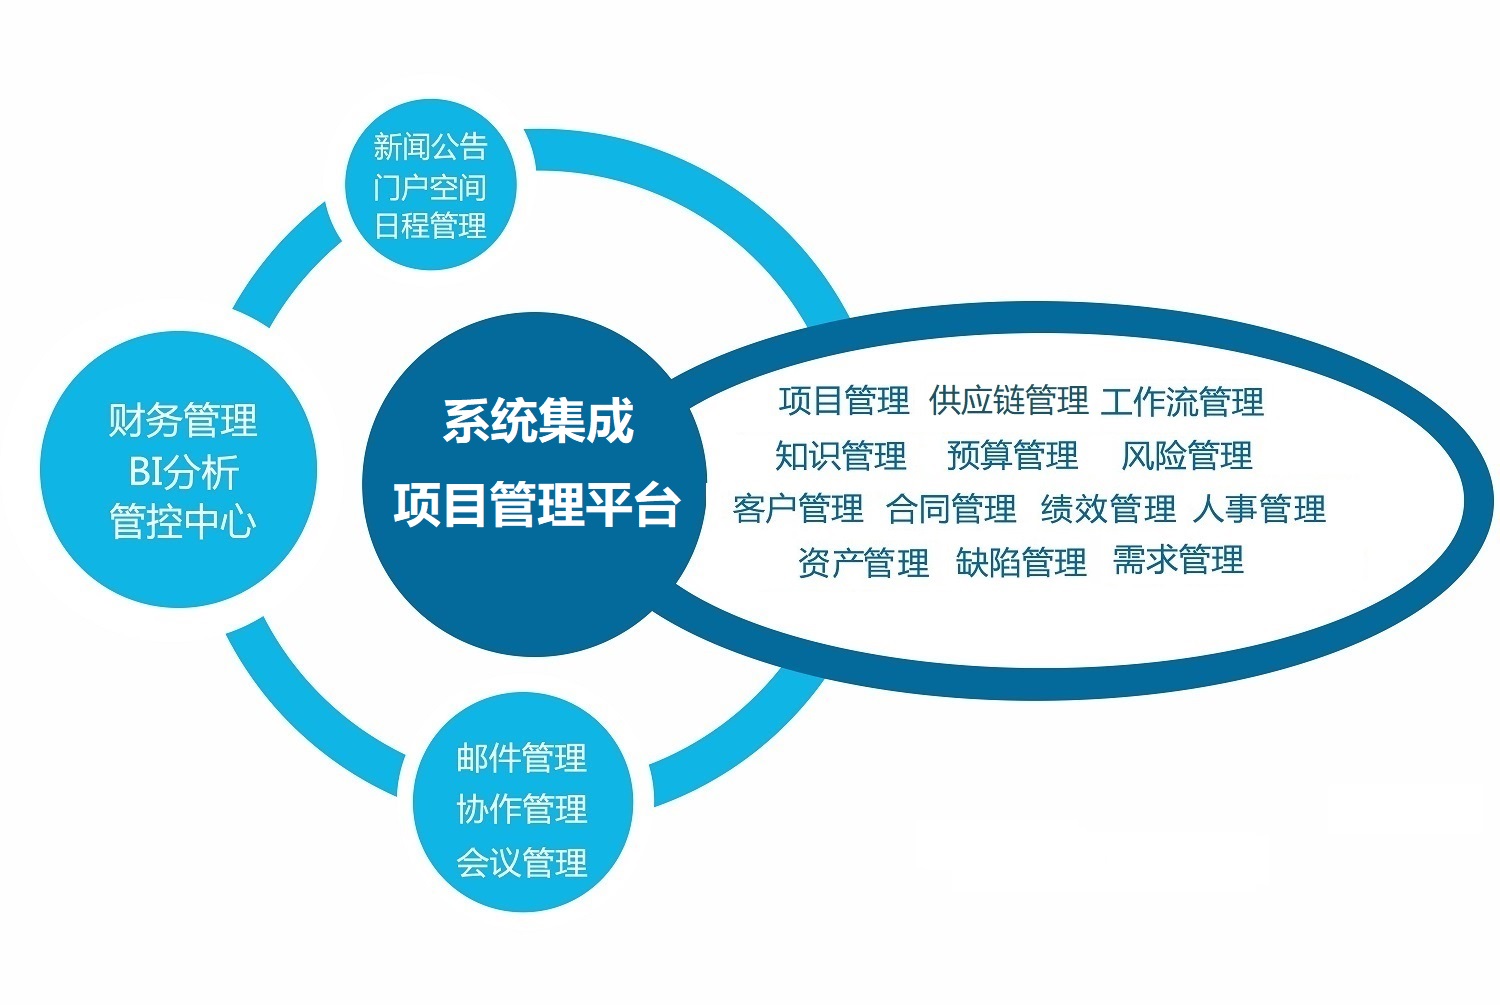 新闻公告
门户空间
日程管理
财务管理
BI分析
管控中心
系统集成
项目管理平台
项目管理 供应链管理 工作流管理
知识管理 预算管理 风险管理
客户管理 合同管理 绩效管理 人事管理
资产管理 缺陷管理 需求管理
邮件管理
协作管理
会议管理